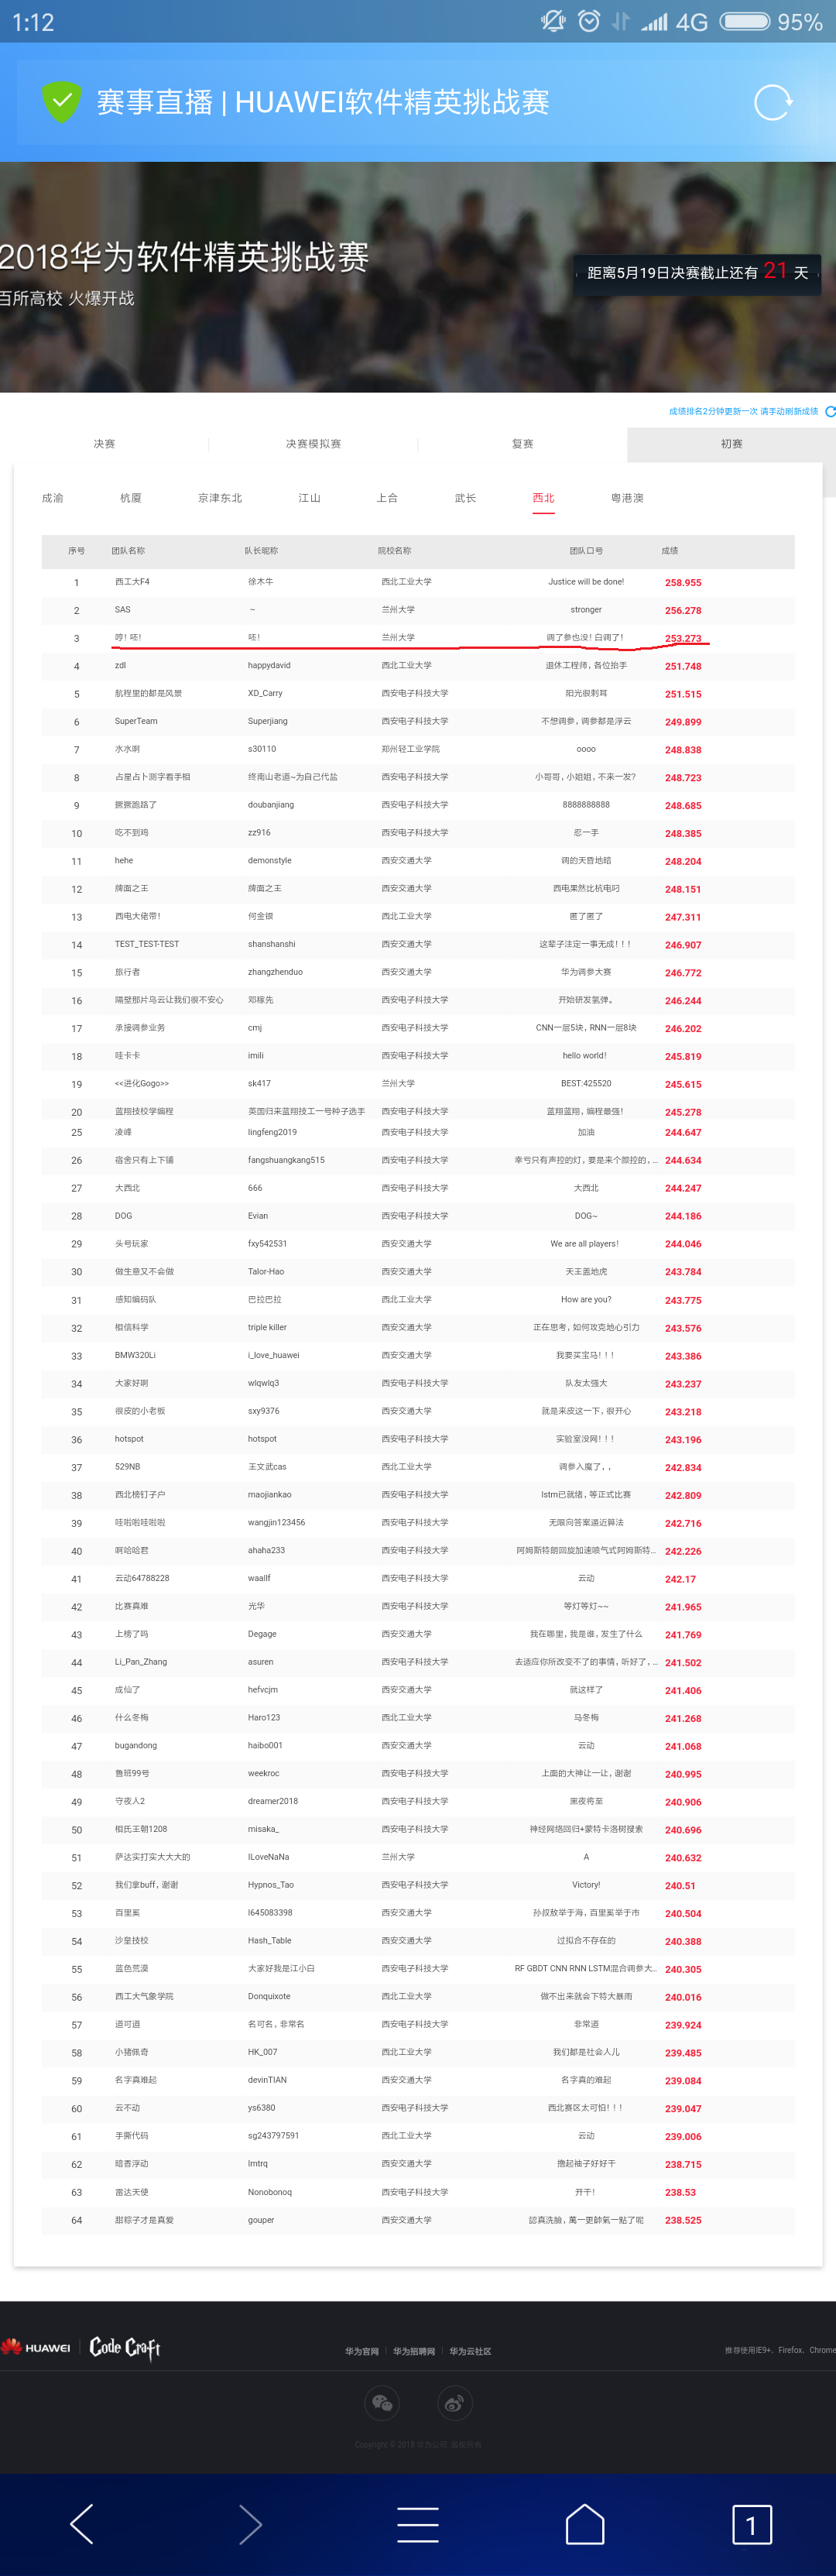 1:12 4G 95%
赛事直播 | HUAWEI软件精英挑战赛
2018华为软件精英挑战赛
百所高校 火爆开战
距离5月19日决赛截止还有 21 天
成绩排名2分钟更新一次 请手动刷新成绩
决赛 决赛模拟赛 复赛 初赛
成渝 杭厦 京津东北 江山 上合 武长 西北 粤港澳
序号 团队名称 队长昵称 院校名称 团队口号 成绩
1 西工大F4 徐木牛 西北工业大学 Justice will be done! 258.955
2 SAS ~ 兰州大学 stronger 256.278
3 哼！呸！ 呸！ 兰州大学 调了参也没！白调了！ 253.273
4 zdl happydavid 西北工业大学 退休工程师，各位抬手 251.748
5 航程里的都是风景 XD_Carry 西安电子科技大学 阳光很刺耳 251.515
6 SuperTeam Superjiang 西安电子科技大学 不想调参，调参都是浮云 249.899
7 水水啊 s30110 郑州轻工业学院 oooo 248.838
8 占星占卜测字看手相 终南山老道~为自己代盐 西安电子科技大学 小哥哥，小姐姐，不来一发？ 248.723
9 撅撅跑路了 doubanjiang 西安电子科技大学 8888888888 248.685
10 吃不到鸡 zz916 西安电子科技大学 忍一手 248.385
11 hehe demonstyle 西安交通大学 调的天昏地暗 248.204
12 牌面之王 牌面之王 西安交通大学 西电果然比杭电叼 248.151
13 西电大佬带！ 何金银 西北工业大学 匿了匿了 247.311
14 TEST_TEST-TEST shanshanshi 西安交通大学 这辈子注定一事无成！！！ 246.907
15 旅行者 zhangzhenduo 西安交通大学 华为调参大赛 246.772
16 隔壁那片乌云让我们很不安心 邓稼先 西安电子科技大学 开始研发氢弹。 246.244
17 承接调参业务 cmj 西安电子科技大学 CNN一层5块，RNN一层8块 246.202
18 哇卡卡 imili 西安电子科技大学 hello world！ 245.819
19 <<进化Gogo>> sk417 兰州大学 BEST:425520 245.615
20 蓝翔技校学编程 英国归来蓝翔技工一号种子选手 西安电子科技大学 蓝翔蓝翔，编程最强！ 245.278
25 凌峰 lingfeng2019 西安电子科技大学 加油 244.647
26 宿舍只有上下铺 fangshuangkang515 西安电子科技大学 幸亏只有声控的灯，要是来个颜控的，... 244.634
27 大西北 666 西安电子科技大学 大西北 244.247
28 DOG Evian 西安电子科技大学 DOG~ 244.186
29 头号玩家 fxy542531 西安交通大学 We are all players！ 244.046
30 做生意又不会做 Talor-Hao 西安交通大学 天王盖地虎 243.784
31 感知编码队 巴拉巴拉 西北工业大学 How are you? 243.775
32 相信科学 triple killer 西安交通大学 正在思考，如何攻克地心引力 243.576
33 BMW320Li i_love_huawei 西安交通大学 我要买宝马！！！ 243.386
34 大家好啊 wlqwlq3 西安电子科技大学 队友太强大 243.237
35 很皮的小老板 sxy9376 西安交通大学 就是来皮这一下，很开心 243.218
36 hotspot hotspot 西安电子科技大学 实验室没网！！！ 243.196
37 529NB 王文武cas 西北工业大学 调参入魔了，， 242.834
38 西北榜钉子户 maojiankao 西安电子科技大学 lstm已就绪，等正式比赛 242.809
39 哇啦啦哇啦啦 wangjin123456 西安电子科技大学 无限向答案逼近算法 242.716
40 呵哈哈君 ahaha233 西安电子科技大学 阿姆斯特朗回旋加速喷气式阿姆斯特... 242.226
41 云动64788228 waallf 西安电子科技大学 云动 242.17
42 比赛真难 光华 西安电子科技大学 等灯等灯~~ 241.965
43 上榜了吗 Degage 西安交通大学 我在哪里，我是谁，发生了什么 241.769
44 Li_Pan_Zhang asuren 西安电子科技大学 去适应你所改变不了的事情，听好了，... 241.502
45 成仙了 hefvcjm 西安交通大学 就这样了 241.406
46 什么冬梅 Haro123 西北工业大学 马冬梅 241.268
47 bugandong haibo001 西安交通大学 云动 241.068
48 鲁班99号 weekroc 西安电子科技大学 上面的大神让一让，谢谢 240.995
49 守夜人2 dreamer2018 西安电子科技大学 黑夜将至 240.906
50 相氏王朝1208 misaka_ 西安电子科技大学 神经网络回归+蒙特卡洛树搜索 240.696
51 萨达实打实大大大的 ILoveNaNa 兰州大学 A 240.632
52 我们拿buff，谢谢 Hypnos_Tao 西安电子科技大学 Victory! 240.51
53 百里奚 l645083398 西安交通大学 孙叔敖举于海，百里奚举于市 240.504
54 沙皇技校 Hash_Table 西安交通大学 过拟合不存在的 240.388
55 蓝色荒漠 大家好我是江小白 西安电子科技大学 RF GBDT CNN RNN LSTM混合调参大... 240.305
56 西工大气象学院 Donquixote 西北工业大学 做不出来就会下特大暴雨 240.016
57 道可道 名可名，非常名 西安电子科技大学 非常道 239.924
58 小猪佩奇 HK_007 西北工业大学 我们都是社会人儿 239.485
59 名字真难起 devinTIAN 西安交通大学 名字真的难起 239.084
60 云不动 ys6380 西安电子科技大学 西北赛区太可怕！！！ 239.047
61 手撕代码 sg243797591 西北工业大学 云动 239.006
62 暗香浮动 lmtrq 西安交通大学 撸起袖子好好干 238.715
63 雷达天使 Nonobonoq 西安电子科技大学 开干！ 238.53
64 甜粽子才是真爱 gouper 西安交通大学 認真洗臉，萬一更帥氣一點了呢 238.525
HUAWEI Code Craft 华为官网 华为招聘网 华为云社区 推荐使用IE9+、Firefox、Chrome
Copyright © 2018 华为公司 版权所有
1